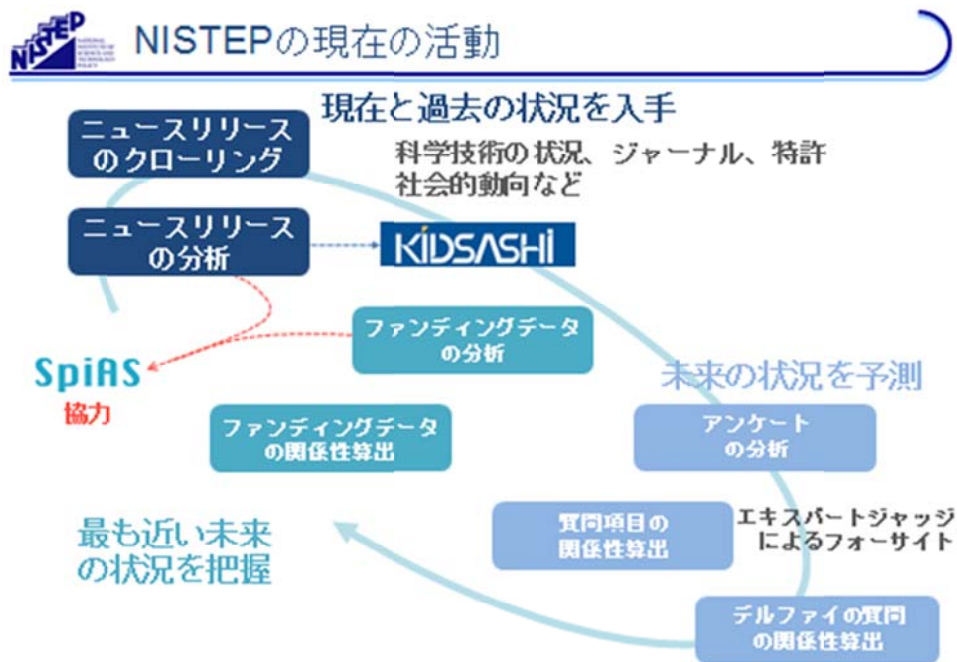 NISTEP
NATIONAL
INSTITUTE OF
SCIENCE AND
TECHNOLOGY
POLICY
NISTEPの現在の活動
現在と過去の状況を入手
ニュースリリース
のクローリング
科学技術の状況、ジャーナル、特許
社会的動向など
ニュースリリース
の分析
KIDSASHI
ファンディングデータ
の分析
SpiAS
協力
未来の状況を予測
ファンディングデータ
の関係性算出
アンケート
の分析
質問項目の
関係性算出
エキスパートジャッジ
によるフォーサイト
最も近い未来
の状況を把握
デルファイの質問
の関係性算出